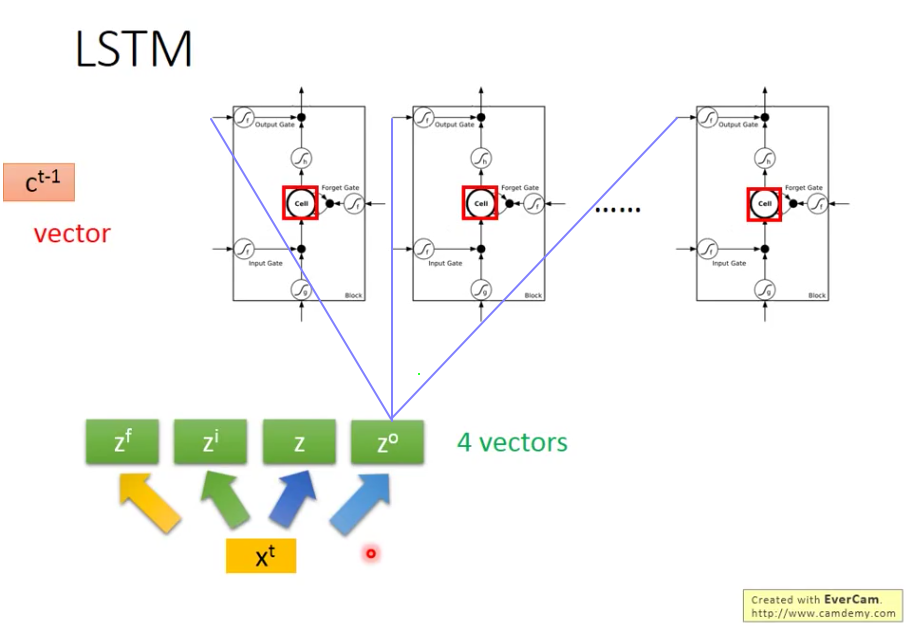 LSTM
c^t-1
vector
f
Output Gate
h
Forget Gate
Cell
f
f
Input Gate
g
Block
f
Output Gate
h
Forget Gate
Cell
f
f
Input Gate
g
Block
......
f
Output Gate
h
Forget Gate
Cell
f
f
Input Gate
g
Block
z^f
z^i
z
z^o
4 vectors
x^t
Created with EverCam.
http://www.camdemy.com